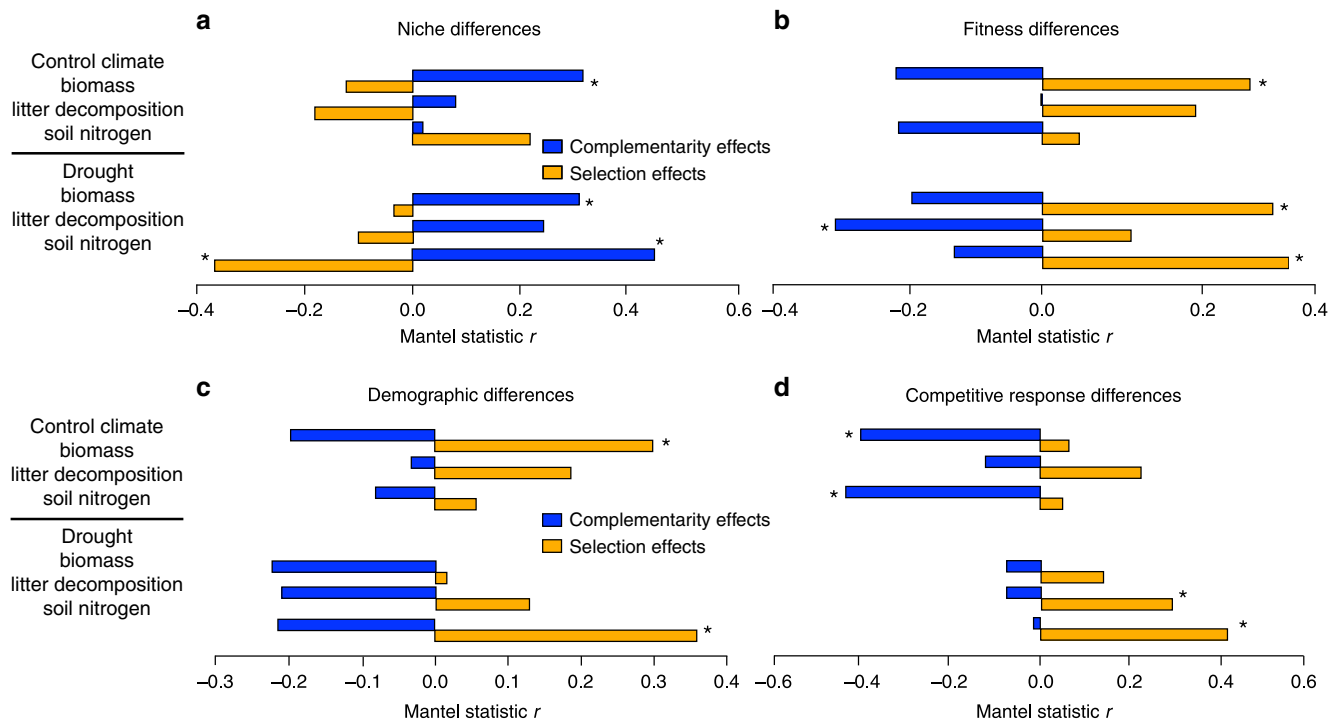 a
Niche differences
b
Fitness differences
Control climate
biomass
litter decomposition
soil nitrogen
Drought
biomass
litter decomposition
soil nitrogen
*
*
*
*
*
*
*
*
Complementarity effects
Selection effects
–0.4
–0.2
0.0
0.2
0.4
0.6
Mantel statistic r
–0.4
–0.2
0.0
0.2
0.4
Mantel statistic r
c
Demographic differences
d
Competitive response differences
Control climate
biomass
litter decomposition
soil nitrogen
Drought
biomass
litter decomposition
soil nitrogen
*
*
*
*
*
*
Complementarity effects
Selection effects
–0.3
–0.2
–0.1
0.0
0.1
0.2
0.3
0.4
Mantel statistic r
–0.6
–0.4
–0.2
0.0
0.2
0.4
0.6
Mantel statistic r